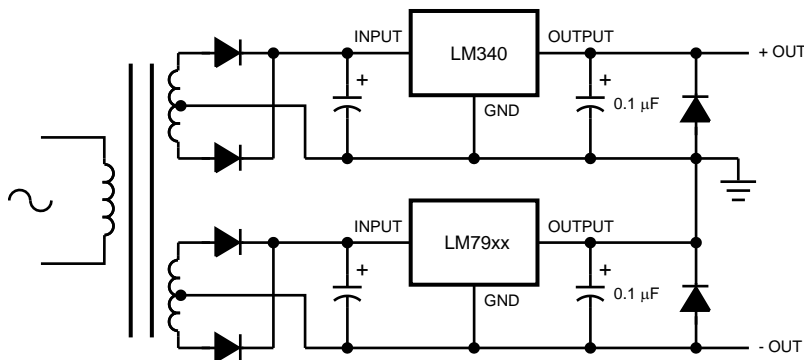 INPUT
LM340
OUTPUT
+ OUT
+
GND
+
0.1 µF
INPUT
LM79xx
OUTPUT
+
GND
+
0.1 µF
- OUT